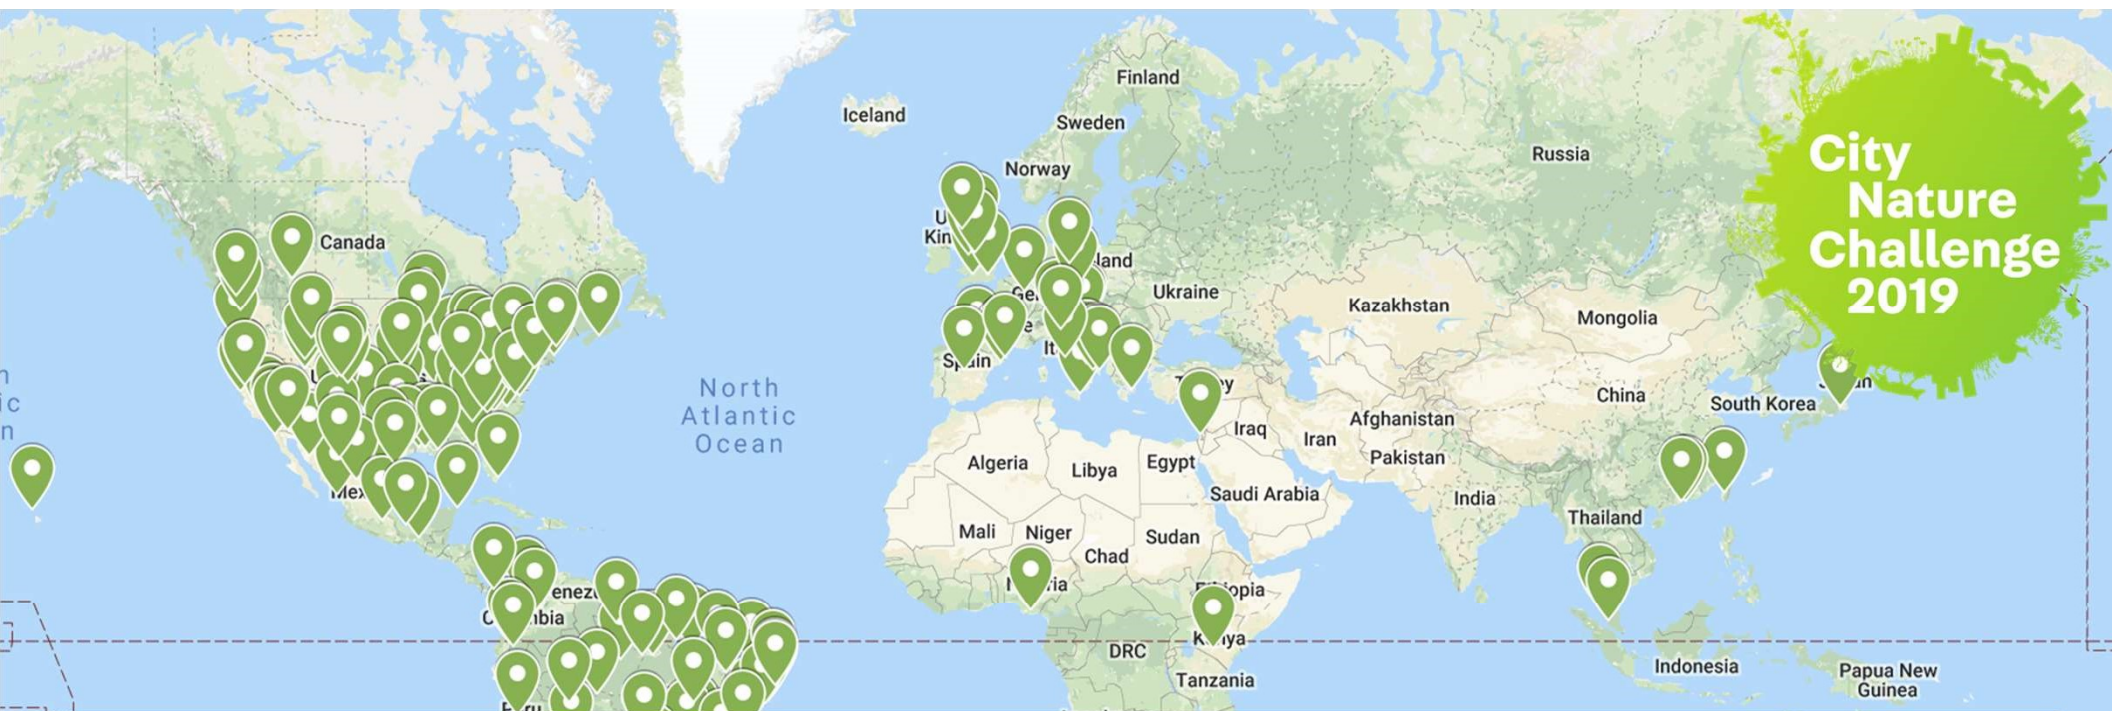 Finland
Iceland
Sweden
Russia
Norway
City
Nature
Challenge
2019
Canada
Ukraine
Kazakhstan
Mongolia
Spain
North
Atlantic
Ocean
China
South Korea
Afghanistan
Iraq
Iran
Pakistan
Algeria
Libya
Egypt
Saudi Arabia
India
Thailand
Mali
Niger
Chad
Sudan
DRC
Kenya
Tanzania
Indonesia
Papua New
Guinea